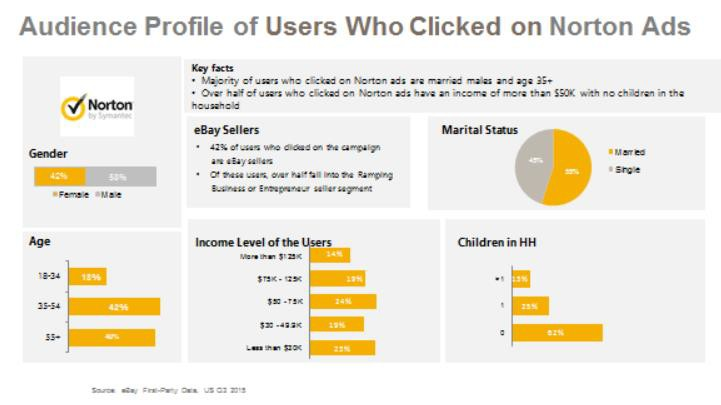 Audience Profile of Users Who Clicked on Norton Ads
Norton
by Symantec
Key facts
• Majority of users who clicked on Norton ads are married males and age 35+
• Over half of users who clicked on Norton ads have an income of more than $50K with no children in the
household
Gender
42% 58%
Female Male
eBay Sellers
• 42% of users who clicked on the campaign
are eBay sellers
• Of these users, over half fall into the Ramping
Business or Entrepreneur seller segment
Marital Status
45% 55%
Married
Single
Age
18-34 18%
35-54 42%
55+ 40%
Income Level of the Users
More than $125K 14%
$75K - 125K 19%
$50 - 75K 24%
$30 - 49.9K 19%
Less than $30K 25%
Children in HH
13%
1 25%
0 62%
Source: eBay First-Party Data, US Q3 2015